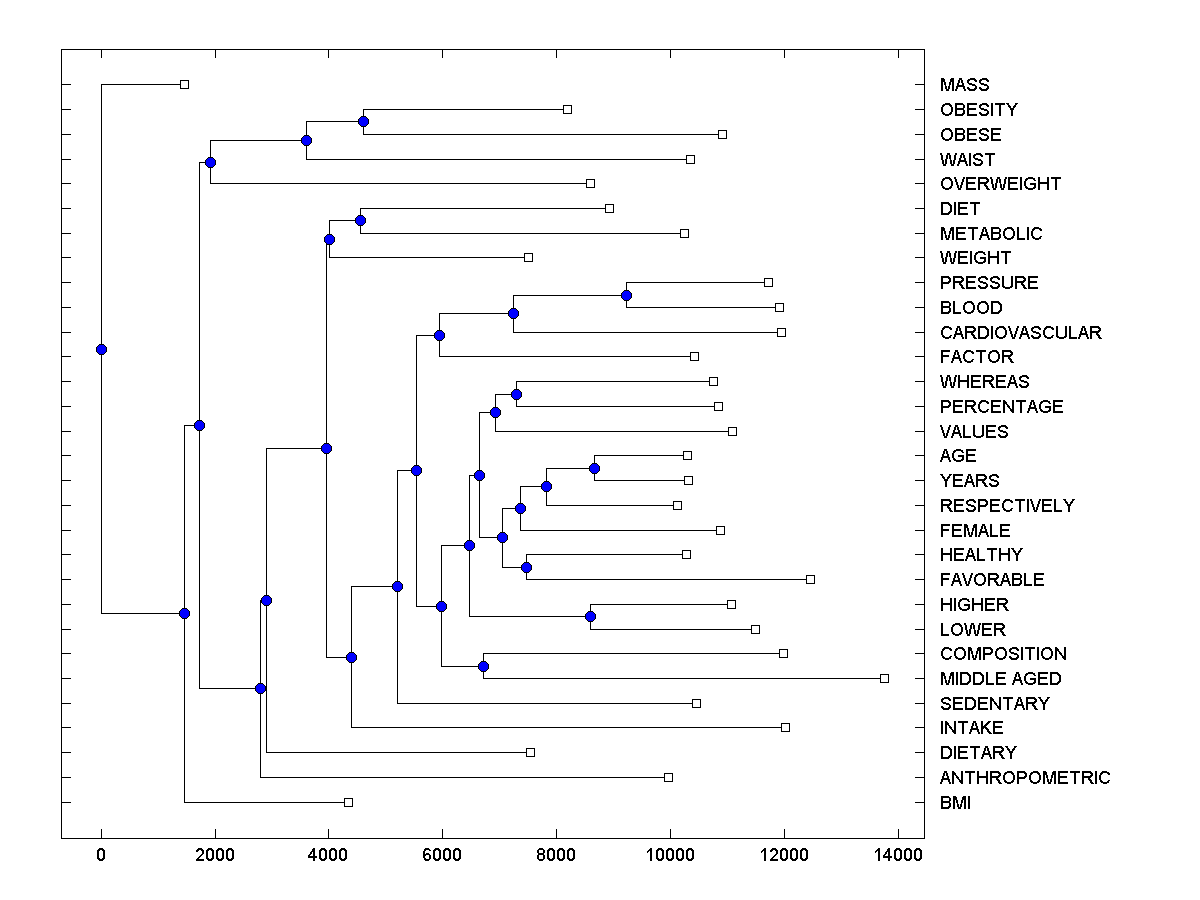 MASS
OBESITY
OBESE
WAIST
OVERWEIGHT
DIET
METABOLIC
WEIGHT
PRESSURE
BLOOD
CARDIOVASCULAR
FACTOR
WHEREAS
PERCENTAGE
VALUES
AGE
YEARS
RESPECTIVELY
FEMALE
HEALTHY
FAVORABLE
HIGHER
LOWER
COMPOSITION
MIDDLE AGED
SEDENTARY
INTAKE
DIETARY
ANTHROPOMETRIC
BMI
0 2000 4000 6000 8000 10000 12000 14000